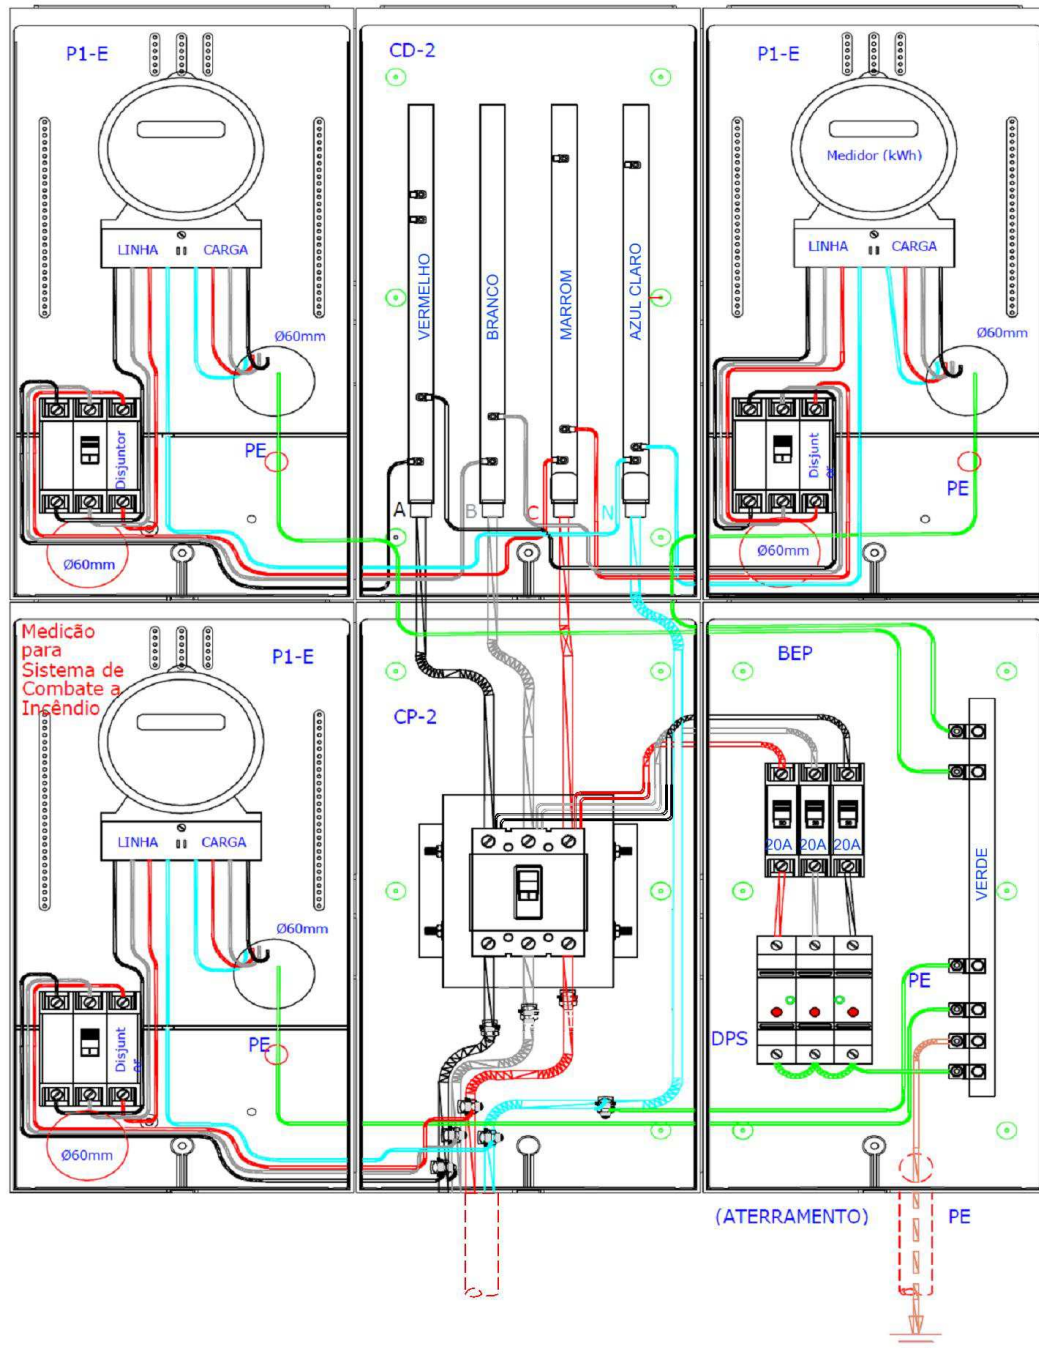 P1-E
LINHA
CARGA
Ø60mm
Disjuntor
PE
Ø60mm
CD-2
VERMELHO
BRANCO
MARROM
AZUL CLARO
A
B
C
N
P1-E
Medidor (kWh)
LINHA
CARGA
Ø60mm
Disjunt
or
PE
Ø60mm
Medição
para
Sistema de
Combate a
Incêndio
P1-E
LINHA
CARGA
Ø60mm
Disjunt
or
PE
Ø60mm
CP-2
BEP
20A
20A
20A
VERDE
PE
DPS
(ATERRAMENTO)
PE